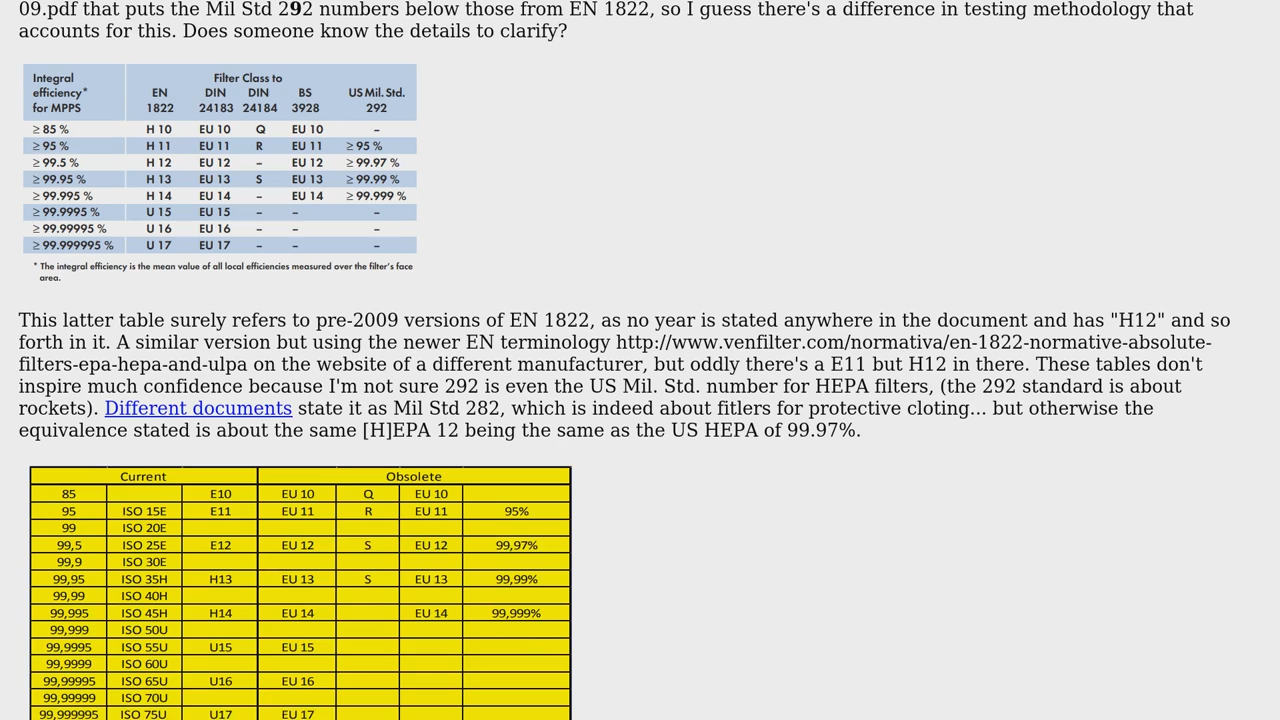 09.pdf that puts the Mil Std 292 numbers below those from EN 1822, so I guess there's a difference in testing methodology that
accounts for this. Does someone know the details to clarify?
Integral Filter Class to
efficiency* EN DIN DIN BS US Mil. Std.
for MPPS 1822 24183 24184 3928 292
≥ 85 % H 10 EU 10 Q EU 10 –
≥ 95 % H 11 EU 11 R EU 11 ≥ 95 %
≥ 99.5 % H 12 EU 12 – EU 12 ≥ 99.97 %
≥ 99.95 % H 13 EU 13 S EU 13 ≥ 99.99 %
≥ 99.995 % H 14 EU 14 – EU 14 ≥ 99.999 %
≥ 99.9995 % U 15 EU 15 – – –
≥ 99.99995 % U 16 EU 16 – – –
≥ 99.999995 % U 17 EU 17 – – –
* The integral efficiency is the mean value of all local efficiencies measured over the filter's face
area.
This latter table surely refers to pre-2009 versions of EN 1822, as no year is stated anywhere in the document and has "H12" and so
forth in it. A similar version but using the newer EN terminology http://www.venfilter.com/normativa/en-1822-normative-absolute-
filters-epa-hepa-and-ulpa on the website of a different manufacturer, but oddly there's a E11 but H12 in there. These tables don't
inspire much confidence because I'm not sure 292 is even the US Mil. Std. number for HEPA filters, (the 292 standard is about
rockets). Different documents state it as Mil Std 282, which is indeed about fitlers for protective cloting... but otherwise the
equivalence stated is about the same [H]EPA 12 being the same as the US HEPA of 99.97%.
Current Obsolete
85 E10 EU 10 Q EU 10
95 ISO 15E E11 EU 11 R EU 11 95%
99 ISO 20E
99,5 ISO 25E E12 EU 12 S EU 12 99,97%
99,9 ISO 30E
99,95 ISO 35H H13 EU 13 S EU 13 99,99%
99,99 ISO 40H
99,995 ISO 45H H14 EU 14 EU 14 99,999%
99,999 ISO 50U
99,9995 ISO 55U U15 EU 15
99,9999 ISO 60U
99,99995 ISO 65U U16 EU 16
99,99999 ISO 70U
99,999995 ISO 75U U17 EU 17